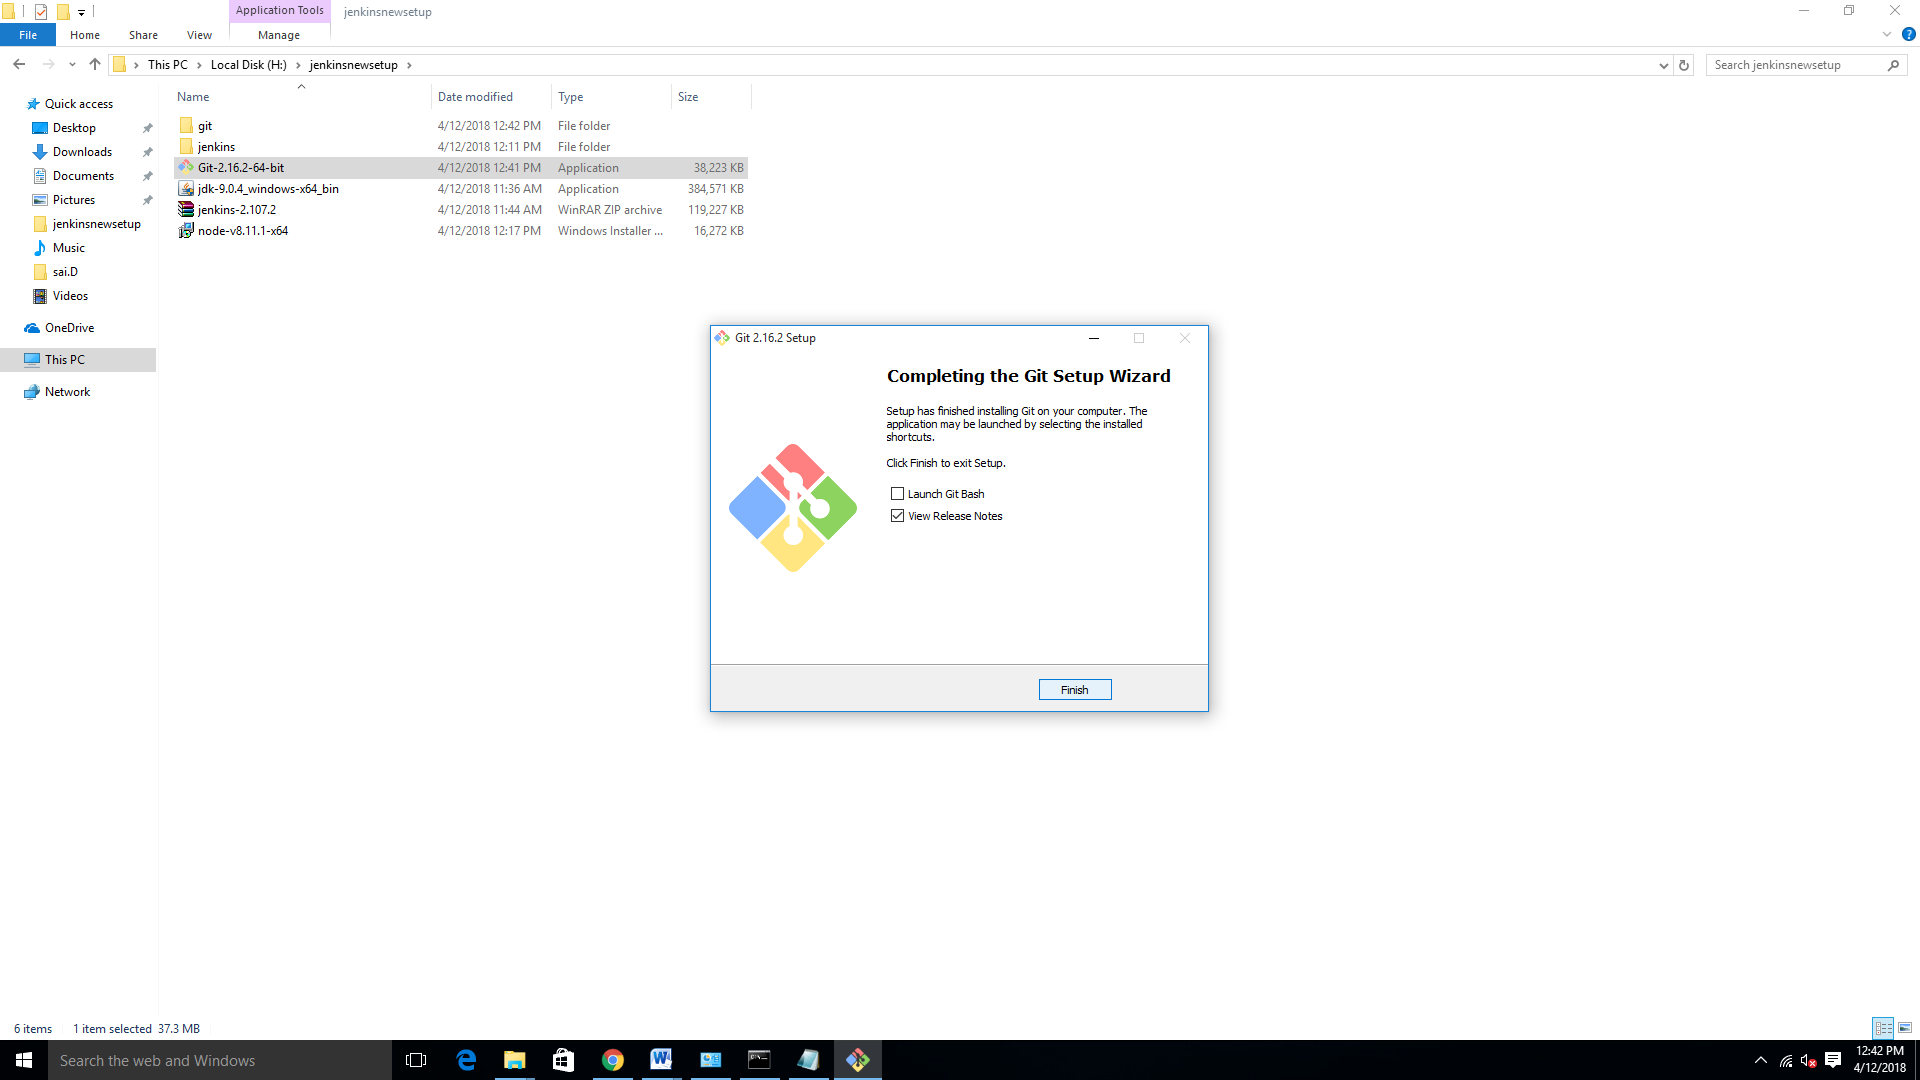 Application Tools
jenkinsnewsetup
File Home Share View Manage
This PC Local Disk (H:) jenkinsnewsetup
Search jenkinsnewsetup
Quick access
Desktop
Downloads
Documents
Pictures
jenkinsnewsetup
Music
sai.D
Videos
OneDrive
This PC
Network
Name Date modified Type Size
git 4/12/2018 12:42 PM File folder
jenkins 4/12/2018 12:11 PM File folder
Git-2.16.2-64-bit 4/12/2018 12:41 PM Application 38,223 KB
jdk-9.0.4_windows-x64_bin 4/12/2018 11:36 AM Application 384,571 KB
jenkins-2.107.2 4/12/2018 11:44 AM WinRAR ZIP archive 119,227 KB
node-v8.11.1-x64 4/12/2018 12:17 PM Windows Installer ... 16,272 KB
Git 2.16.2 Setup
Completing the Git Setup Wizard
Setup has finished installing Git on your computer. The
application may be launched by selecting the installed
shortcuts.
Click Finish to exit Setup.
Launch Git Bash
View Release Notes
Finish
6 items 1 item selected 37.3 MB
Search the web and Windows
12:42 PM
4/12/2018